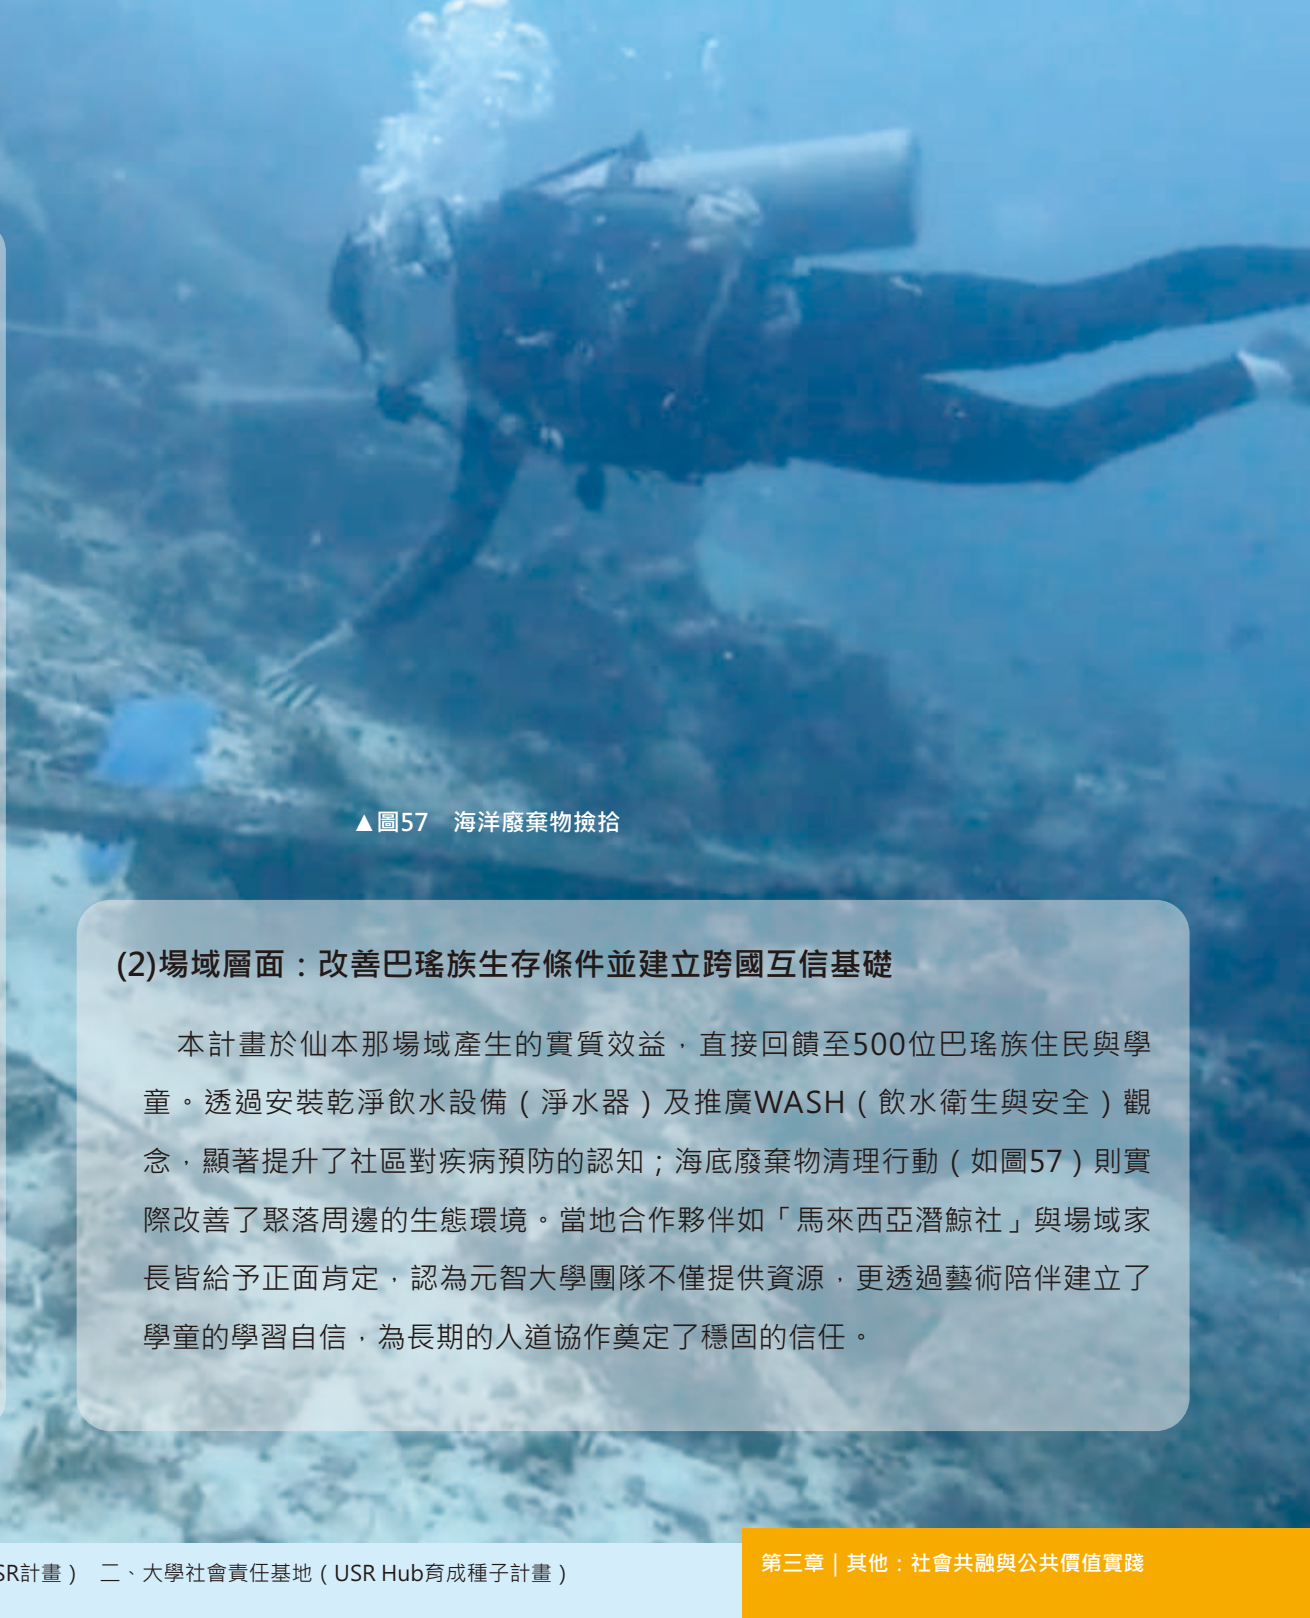 ▲圖57　海洋廢棄物撿拾
(2)場域層面：改善巴瑤族生存條件並建立跨國互信基礎
本計畫於仙本那場域產生的實質效益，直接回饋至500位巴瑤族住民與學
童。透過安裝乾淨飲水設備（淨水器）及推廣WASH（飲水衛生與安全）觀
念，顯著提升了社區對疾病預防的認知；海底廢棄物清理行動（如圖57）則實
際改善了聚落周邊的生態環境。當地合作夥伴如「馬來西亞潛鯨社」與場域家
長皆給予正面肯定，認為元智大學團隊不僅提供資源，更透過藝術陪伴建立了
學童的學習自信，為長期的人道協作奠定了穩固的信任。
SR計畫） 二、大學社會責任基地（USR Hub育成種子計畫）
第三章｜其他：社會共融與公共價值實踐